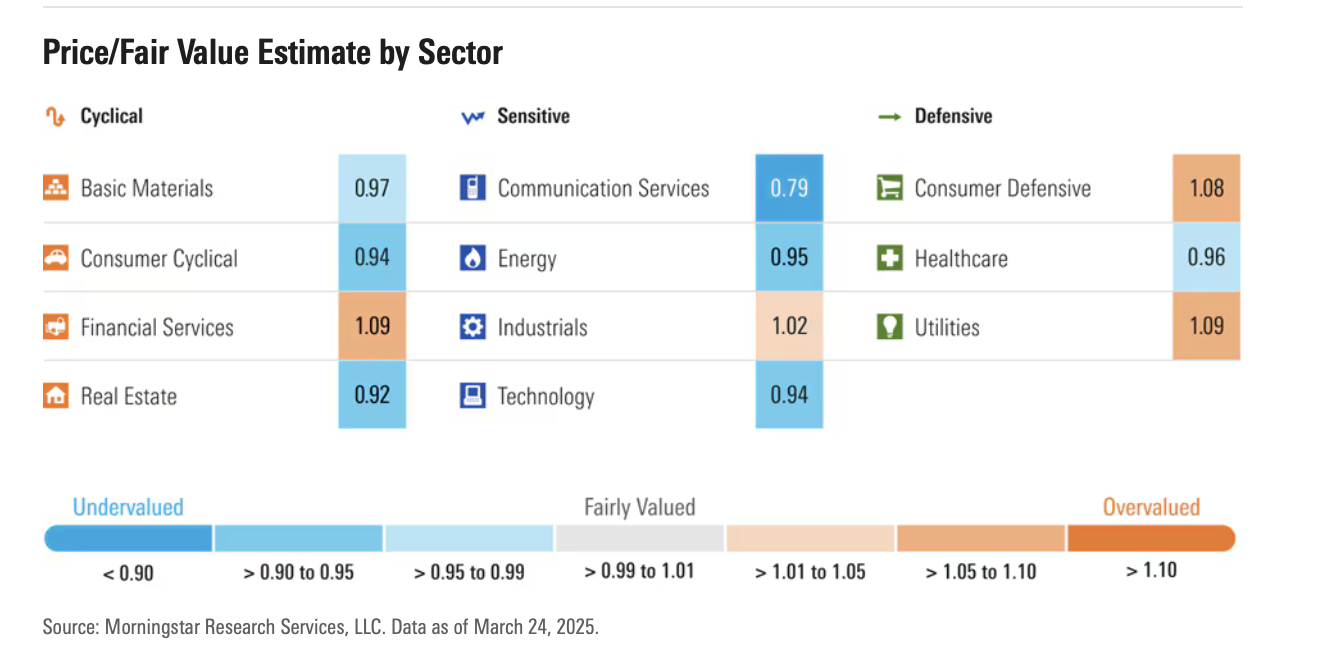 Price/Fair Value Estimate by Sector
Cyclical
Basic Materials 0.97
Consumer Cyclical 0.94
Financial Services 1.09
Real Estate 0.92
Sensitive
Communication Services 0.79
Energy 0.95
Industrials 1.02
Technology 0.94
Defensive
Consumer Defensive 1.08
Healthcare 0.96
Utilities 1.09
Undervalued Fairly Valued Overvalued
< 0.90 > 0.90 to 0.95 > 0.95 to 0.99 > 0.99 to 1.01 > 1.01 to 1.05 > 1.05 to 1.10 > 1.10
Source: Morningstar Research Services, LLC. Data as of March 24, 2025.